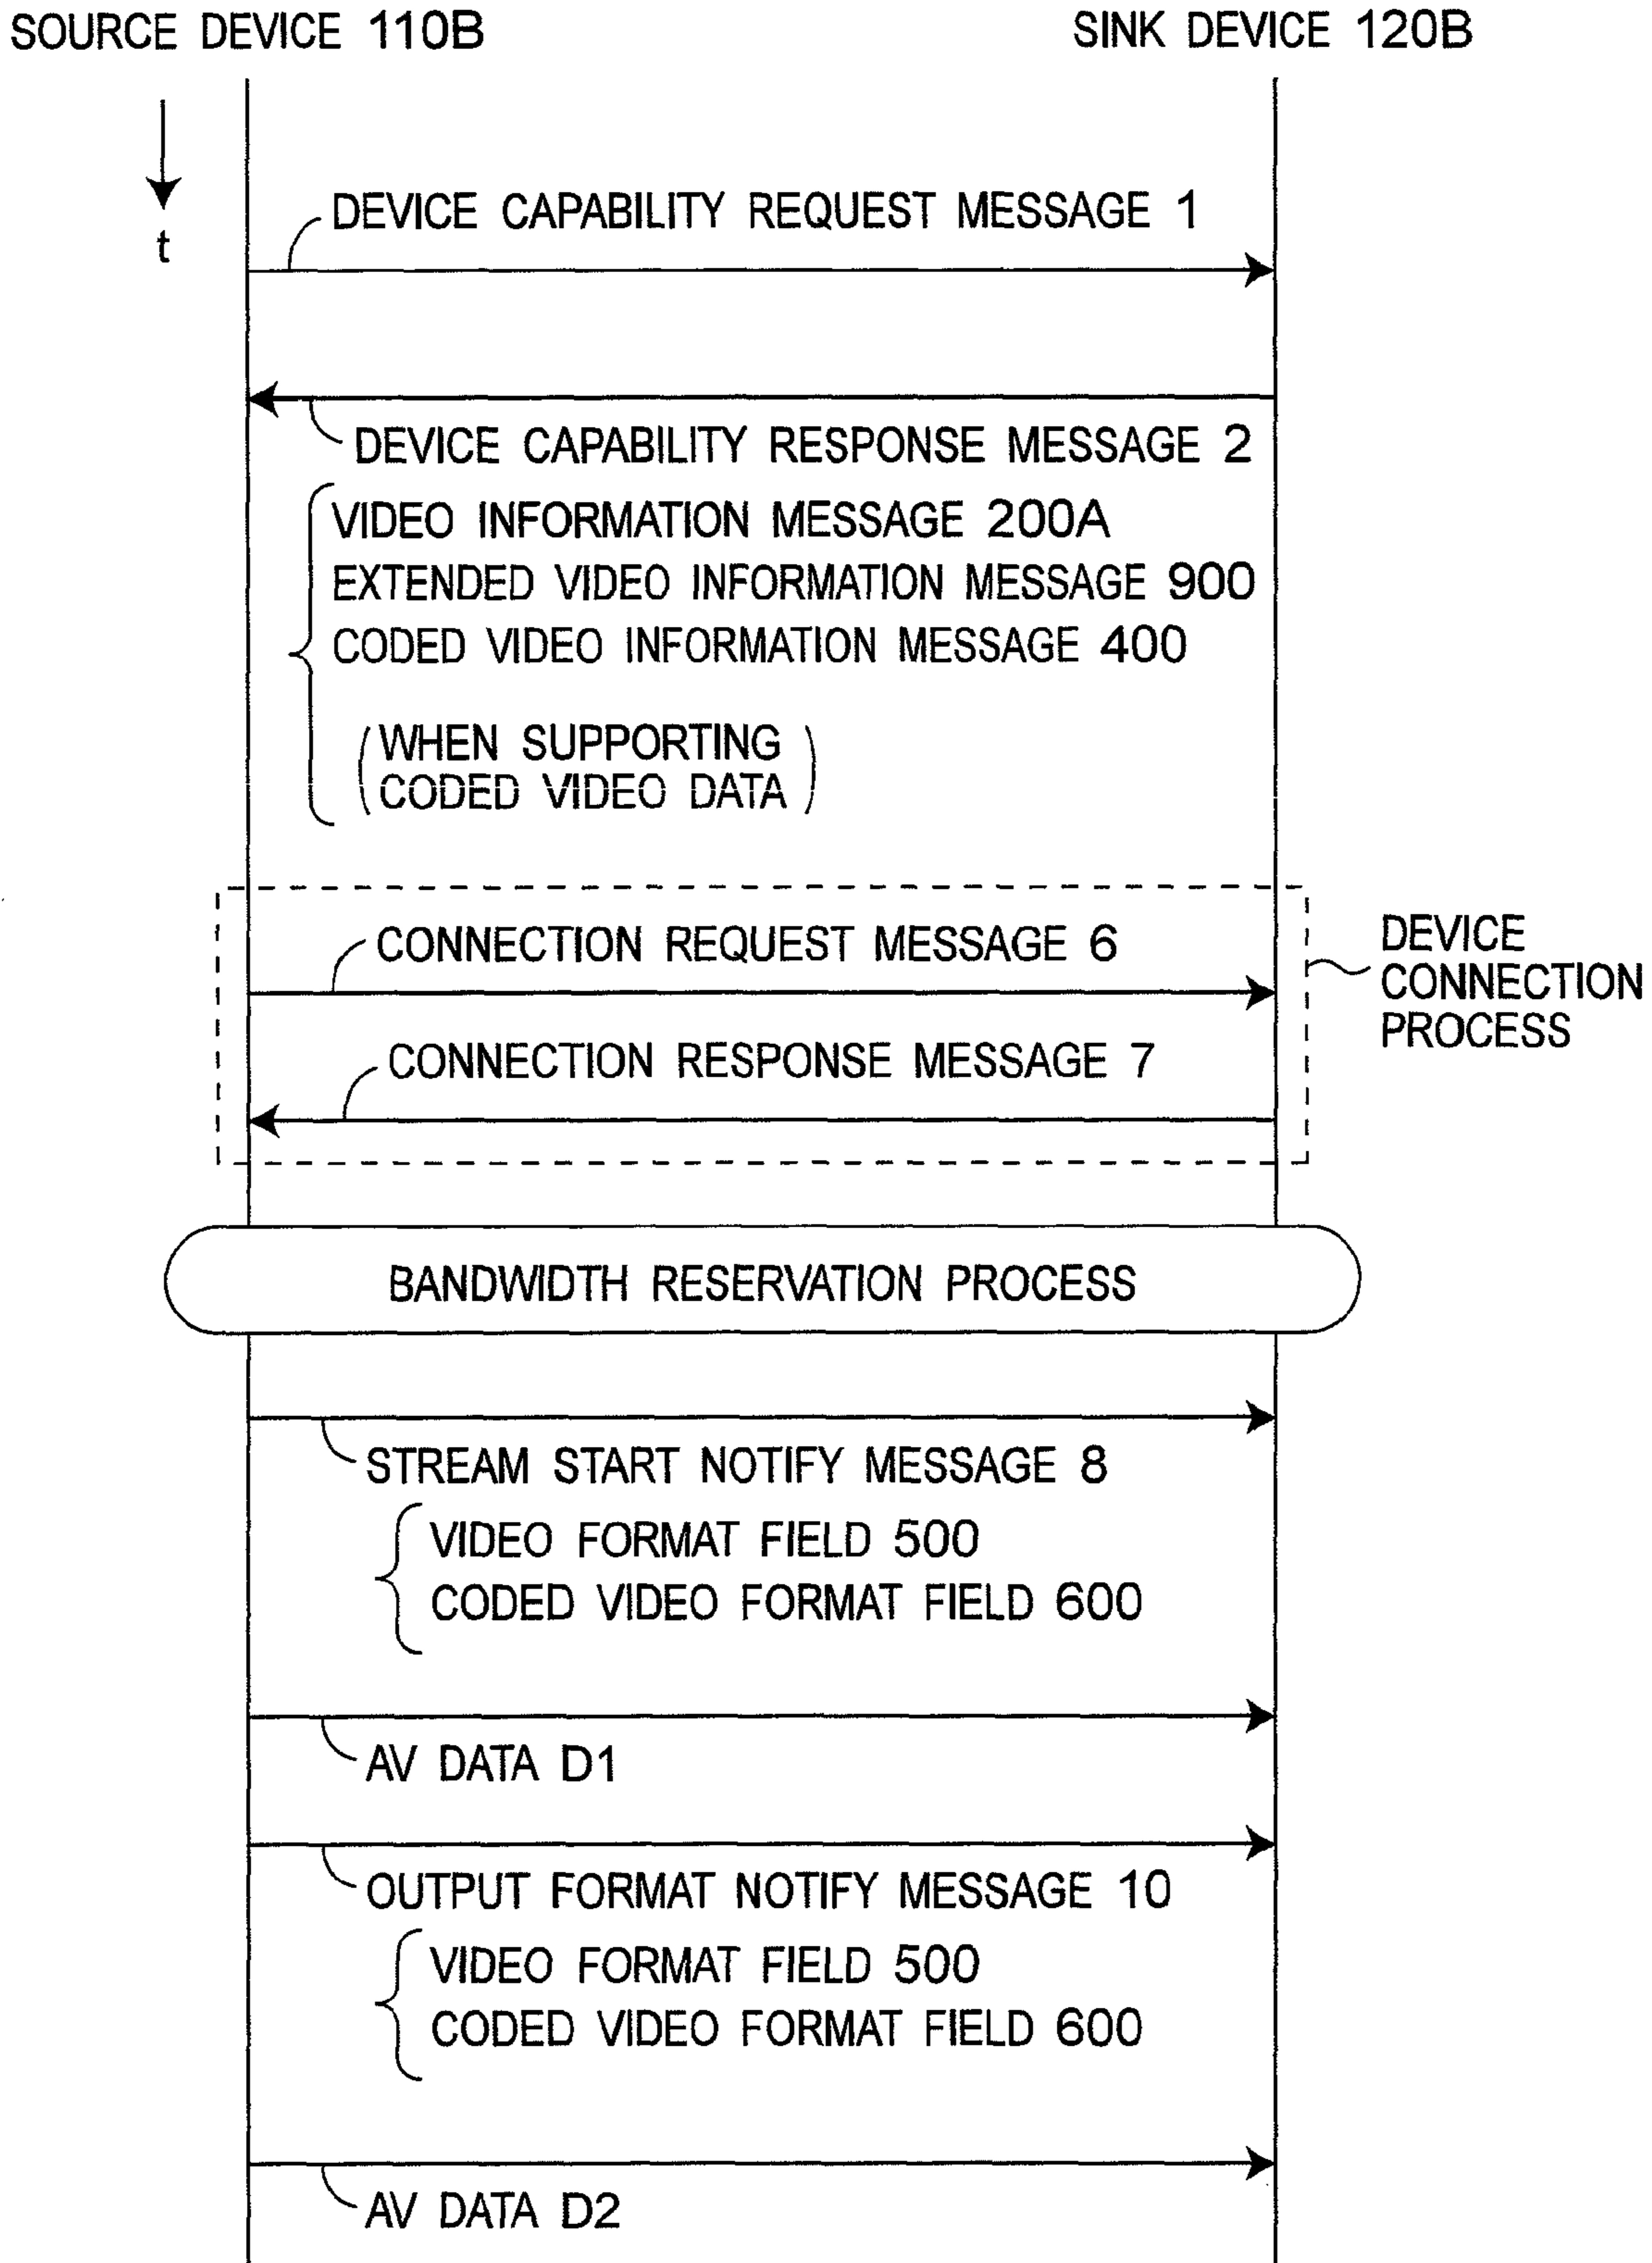 SOURCE DEVICE 110B
SINK DEVICE 120B
t
DEVICE CAPABILITY REQUEST MESSAGE 1
DEVICE CAPABILITY RESPONSE MESSAGE 2
VIDEO INFORMATION MESSAGE 200A
EXTENDED VIDEO INFORMATION MESSAGE 900
CODED VIDEO INFORMATION MESSAGE 400
(WHEN SUPPORTING
CODED VIDEO DATA)
CONNECTION REQUEST MESSAGE 6
CONNECTION RESPONSE MESSAGE 7
DEVICE
CONNECTION
PROCESS
BANDWIDTH RESERVATION PROCESS
STREAM START NOTIFY MESSAGE 8
VIDEO FORMAT FIELD 500
CODED VIDEO FORMAT FIELD 600
AV DATA D1
OUTPUT FORMAT NOTIFY MESSAGE 10
VIDEO FORMAT FIELD 500
CODED VIDEO FORMAT FIELD 600
AV DATA D2